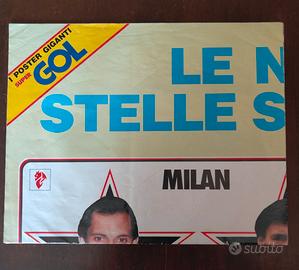 I POSTER GIGANTI
SUPER
GOL
LE N
STELLE S
MILAN
subito